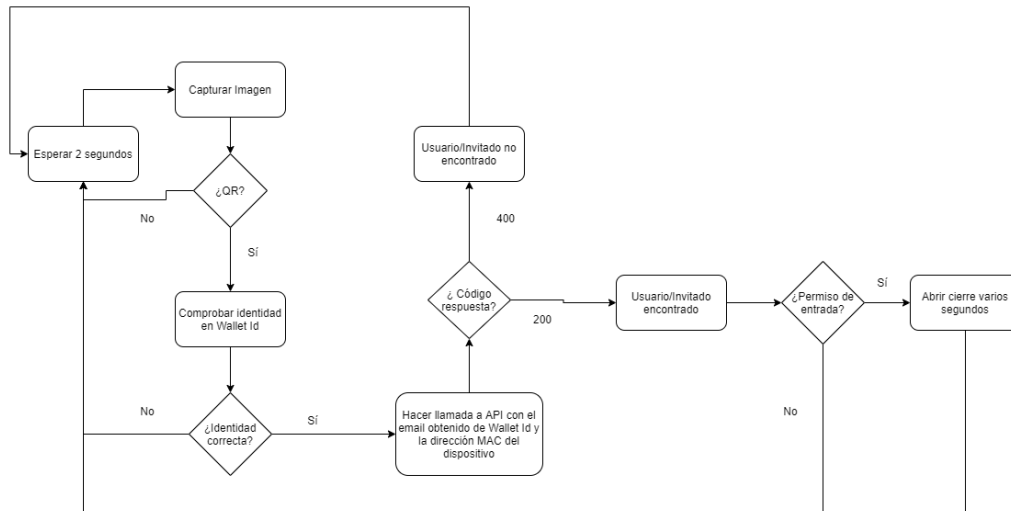 Capturar Imagen
Esperar 2 segundos
¿QR?
No
Sí
Comprobar identidad
en Wallet Id
¿Identidad
correcta?
No
Sí
Hacer llamada a API con el
email obtenido de Wallet Id y
la dirección MAC del
dispositivo
¿ Código
respuesta?
400
Usuario/Invitado no
encontrado
200
Usuario/Invitado
encontrado
¿Permiso de
entrada?
Sí
No
Abrir cierre varios
segundos